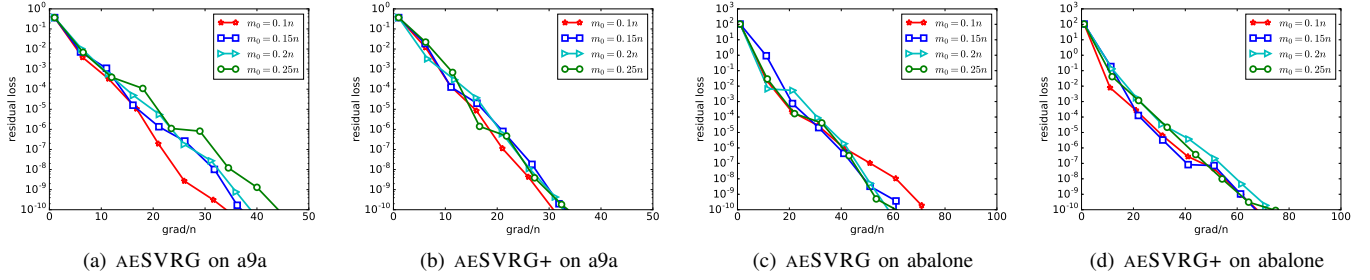 10^0
10^-1
10^-2
10^-3
10^-4
10^-5
10^-6
10^-7
10^-8
10^-9
10^-10
residual loss
m_0 = 0.1n
m_0 = 0.15n
m_0 = 0.2n
m_0 = 0.25n
0 10 20 30 40 50
grad/n
(a) AESVRG on a9a
10^0
10^-1
10^-2
10^-3
10^-4
10^-5
10^-6
10^-7
10^-8
10^-9
10^-10
residual loss
m_0 = 0.1n
m_0 = 0.15n
m_0 = 0.2n
m_0 = 0.25n
0 10 20 30 40 50
grad/n
(b) AESVRG+ on a9a
10^3
10^2
10^1
10^0
10^-1
10^-2
10^-3
10^-4
10^-5
10^-6
10^-7
10^-8
10^-9
10^-10
residual loss
m_0 = 0.1n
m_0 = 0.15n
m_0 = 0.2n
m_0 = 0.25n
0 20 40 60 80 100
grad/n
(c) AESVRG on abalone
10^3
10^2
10^1
10^0
10^-1
10^-2
10^-3
10^-4
10^-5
10^-6
10^-7
10^-8
10^-9
10^-10
residual loss
m_0 = 0.1n
m_0 = 0.15n
m_0 = 0.2n
m_0 = 0.25n
0 20 40 60 80 100
grad/n
(d) AESVRG+ on abalone